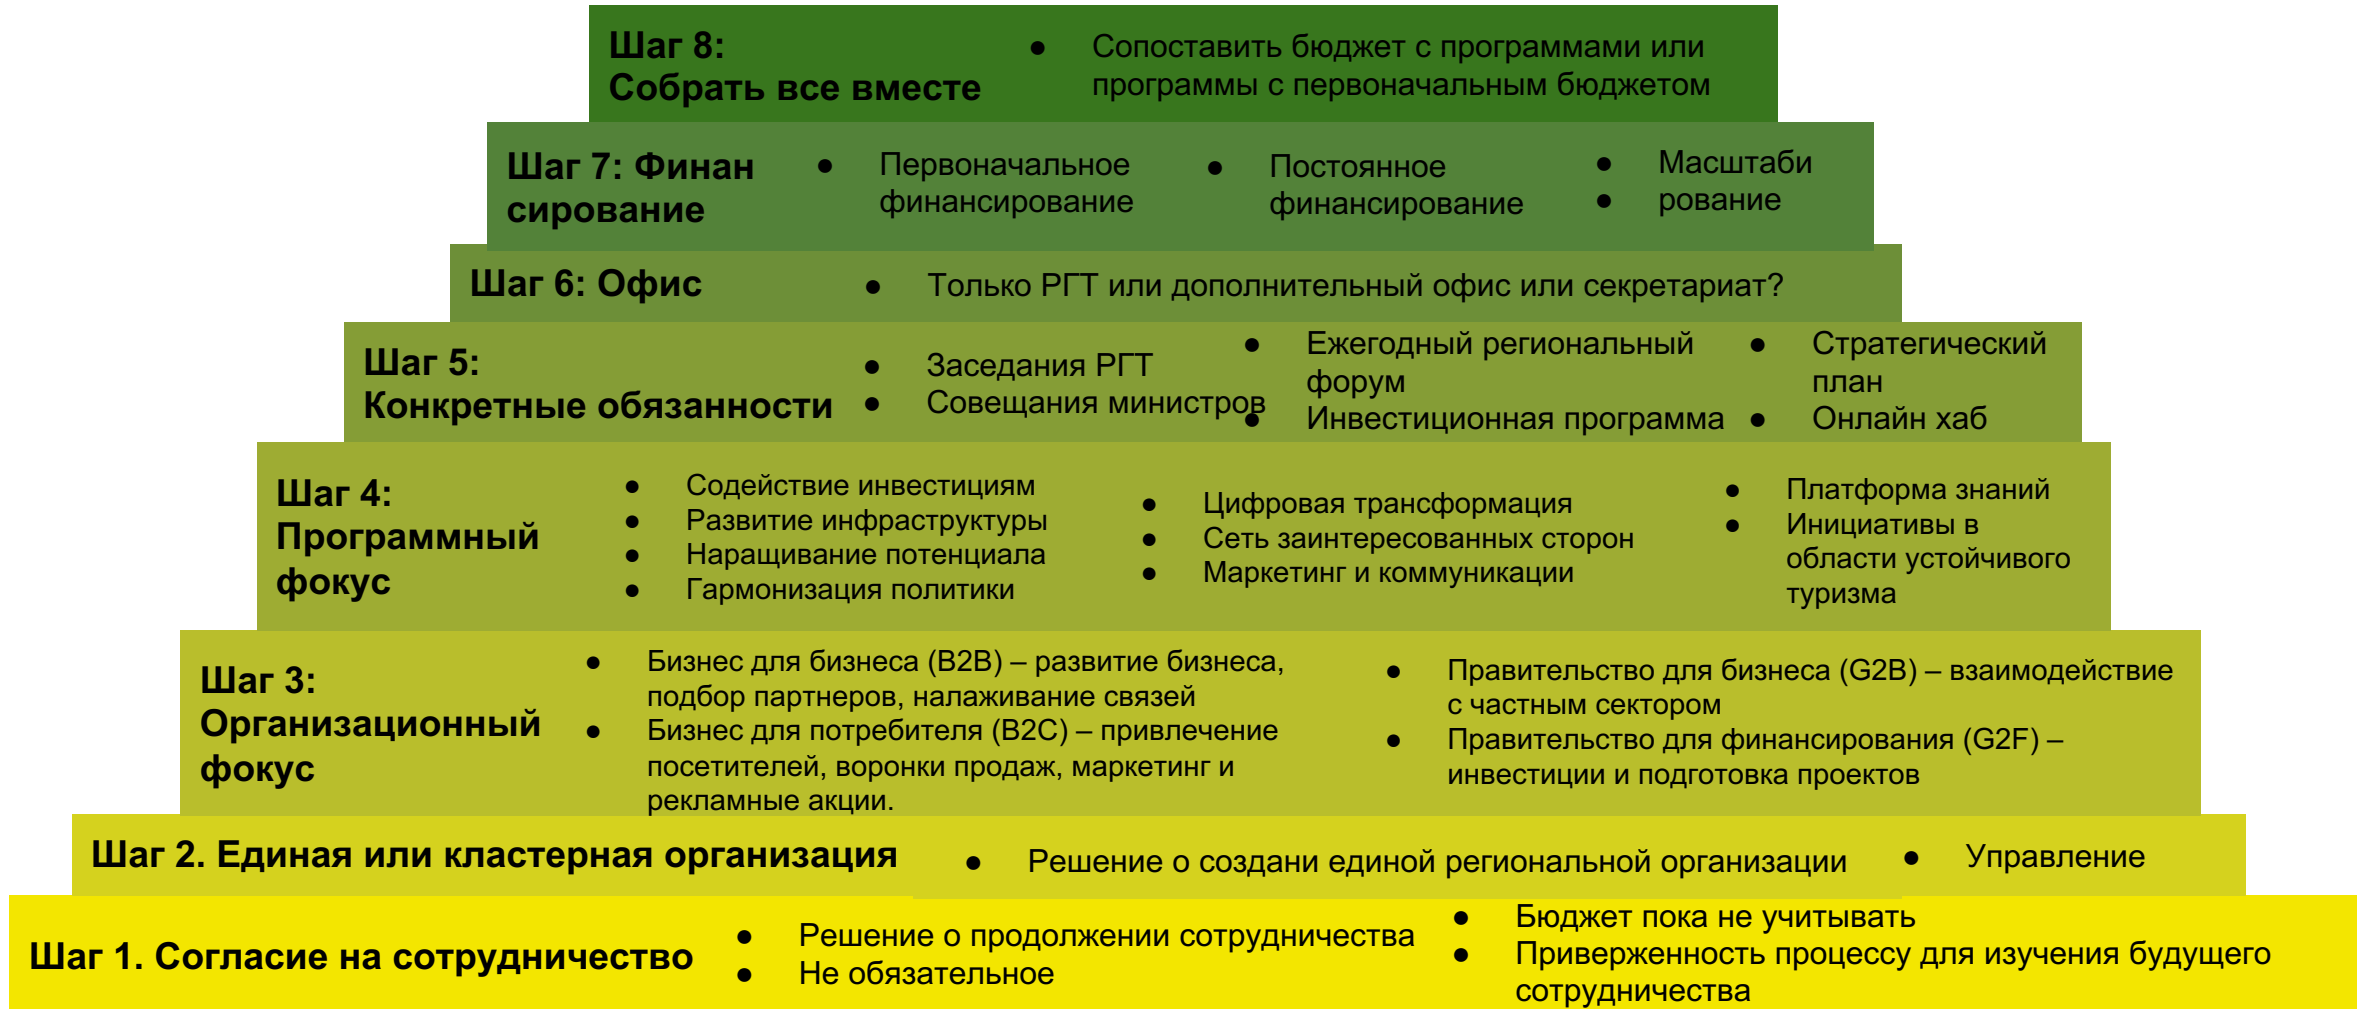 Шаг 8:
Собрать все вместе
● Сопоставить бюджет с программами или
программы с первоначальным бюджетом
Шаг 7: Финан
сирование
● Первоначальное
финансирование
● Постоянное
финансирование
● Масштаби
● рование
Шаг 6: Офис
● Только РГТ или дополнительный офис или секретариат?
Шаг 5:
Конкретные обязанности
● Заседания РГТ
● Совещания министров
● Ежегодный региональный
форум
● Инвестиционная программа
● Стратегический
план
● Онлайн хаб
Шаг 4:
Программный
фокус
● Содействие инвестициям
● Развитие инфраструктуры
● Наращивание потенциала
● Гармонизация политики
● Цифровая трансформация
● Сеть заинтересованных сторон
● Маркетинг и коммуникации
● Платформа знаний
● Инициативы в
области устойчивого
туризма
Шаг 3:
Организационный
фокус
● Бизнес для бизнеса (B2B) – развитие бизнеса,
подбор партнеров, налаживание связей
● Бизнес для потребителя (B2C) – привлечение
посетителей, воронки продаж, маркетинг и
рекламные акции.
● Правительство для бизнеса (G2B) – взаимодействие
с частным сектором
● Правительство для финансирования (G2F) –
инвестиции и подготовка проектов
Шаг 2. Единая или кластерная организация
● Решение о создани единой региональной организации
● Управление
Шаг 1. Согласие на сотрудничество
● Решение о продолжении сотрудничества
● Не обязательное
● Бюджет пока не учитывать
● Приверженность процессу для изучения будущего
сотрудничества